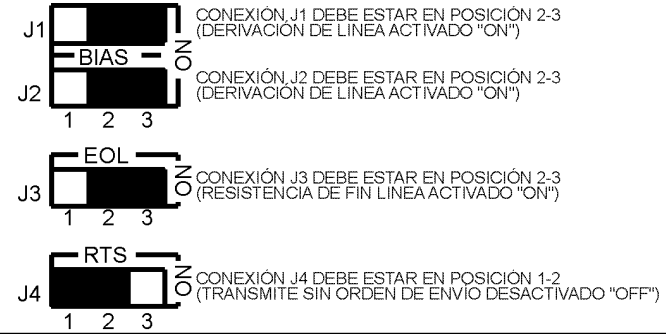 J1 CONEXIÓN J1 DEBE ESTAR EN POSICIÓN 2-3
(DERIVACIÓN DE LINEA ACTIVADO "ON")
BIAS ON
J2 CONEXIÓN J2 DEBE ESTAR EN POSICIÓN 2-3
(DERIVACIÓN DE LINEA ACTIVADO "ON")
1 2 3
EOL ON
J3 CONEXIÓN J3 DEBE ESTAR EN POSICIÓN 2-3
(RESISTENCIA DE FIN LINEA ACTIVADO "ON")
1 2 3
RTS ON
J4 CONEXIÓN J4 DEBE ESTAR EN POSICIÓN 1-2
(TRANSMITE SIN ORDEN DE ENVÍO DESACTIVADO "OFF")
1 2 3